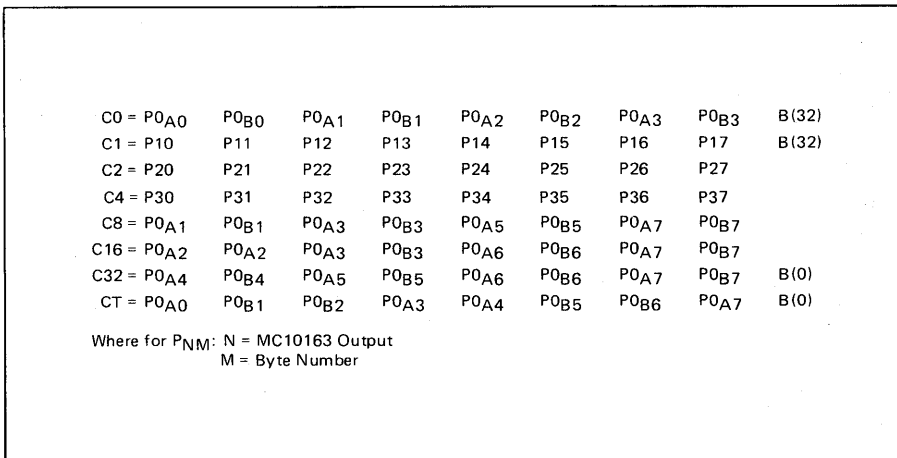 C0 = P0A0 P0B0 P0A1 P0B1 P0A2 P0B2 P0A3 P0B3 B(32)
C1 = P10 P11 P12 P13 P14 P15 P16 P17 B(32)
C2 = P20 P21 P22 P23 P24 P25 P26 P27
C4 = P30 P31 P32 P33 P34 P35 P36 P37
C8 = P0A1 P0B1 P0A3 P0B3 P0A5 P0B5 P0A7 P0B7
C16 = P0A2 P0A2 P0A3 P0B3 P0A6 P0B6 P0A7 P0B7
C32 = P0A4 P0B4 P0A5 P0B5 P0A6 P0B6 P0A7 P0B7 B(0)
CT = P0A0 P0B1 P0B2 P0A3 P0A4 P0B5 P0B6 P0A7 B(0)
Where for PNM: N = MC10163 Output
M = Byte Number